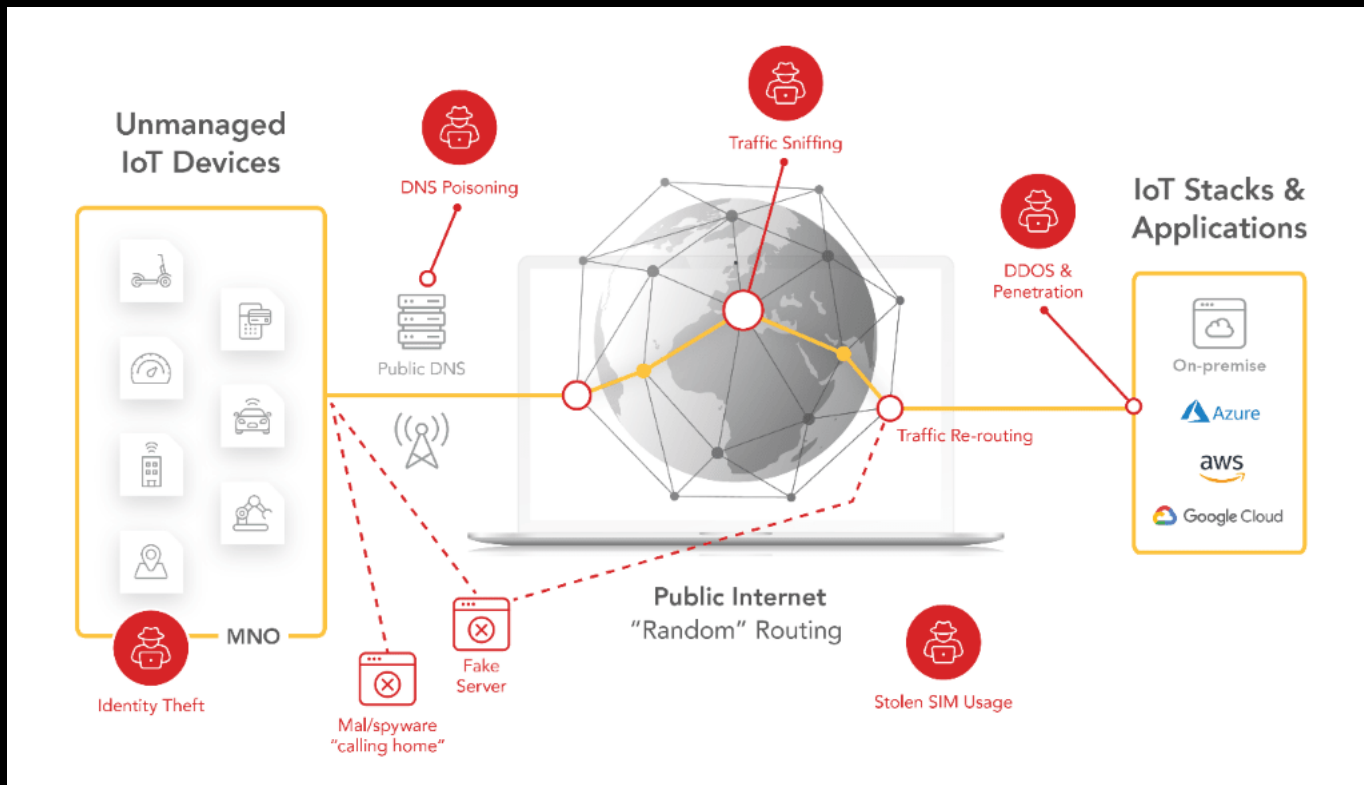 Unmanaged
IoT Devices
DNS Poisoning
Public DNS
Traffic Sniffing
DDOS &
Penetration
IoT Stacks &
Applications
On-premise
Azure
aws
Google Cloud
Traffic Re-routing
Public Internet
"Random" Routing
MNO
Identity Theft
Fake
Server
Mal/spyware
"calling home"
Stolen SIM Usage